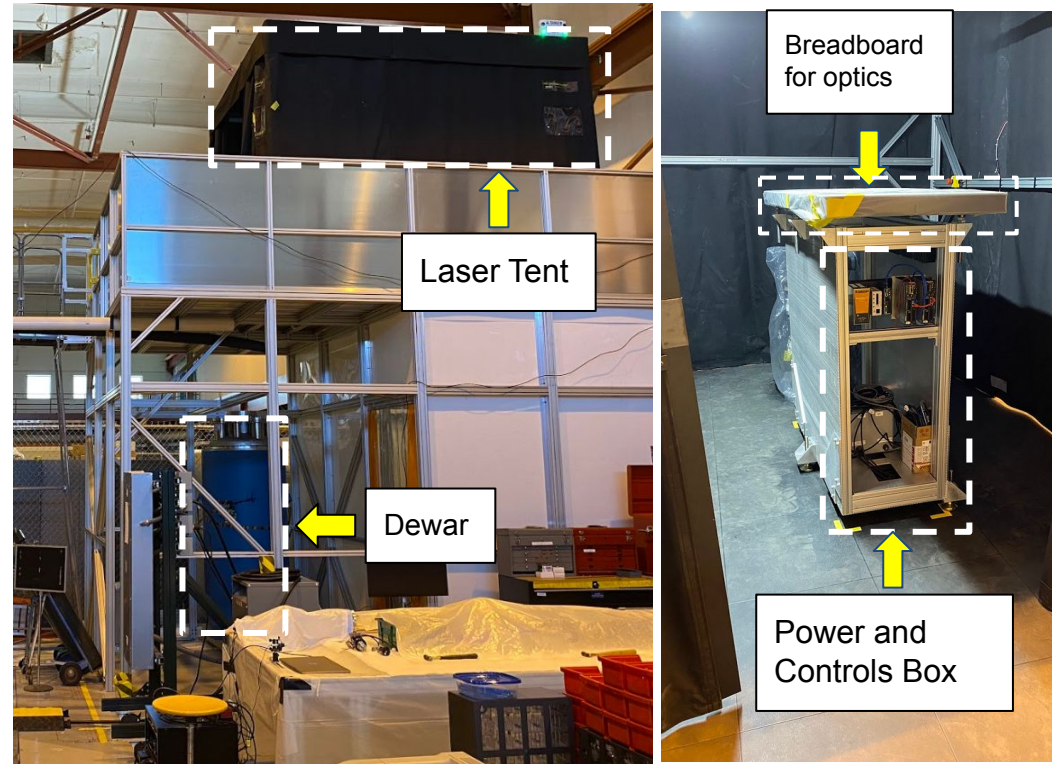 Laser Tent
Dewar
Breadboard
for optics
Power and
Controls Box